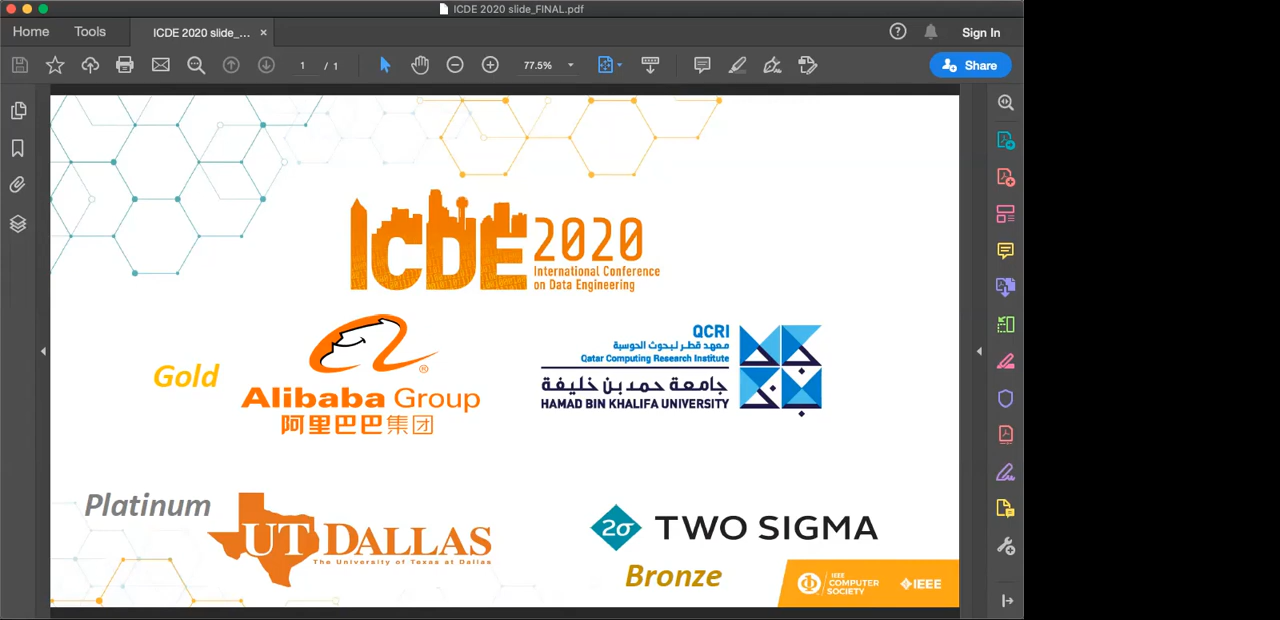 ICDE 2020 slide_FINAL.pdf
Home Tools ICDE 2020 slide_... × Sign In
1 / 1 77.5% Share
ICDE 2020
International Conference
on Data Engineering
Gold
Alibaba Group
阿里巴巴集团
QCRI
معهد قطر لبحوث الحوسبة
Qatar Computing Research Institute
جامعة حمد بن خليفة
HAMAD BIN KHALIFA UNIVERSITY
Platinum
UT DALLAS
The University of Texas at Dallas
2σ TWO SIGMA
Bronze
IEEE
COMPUTER
SOCIETY
IEEE